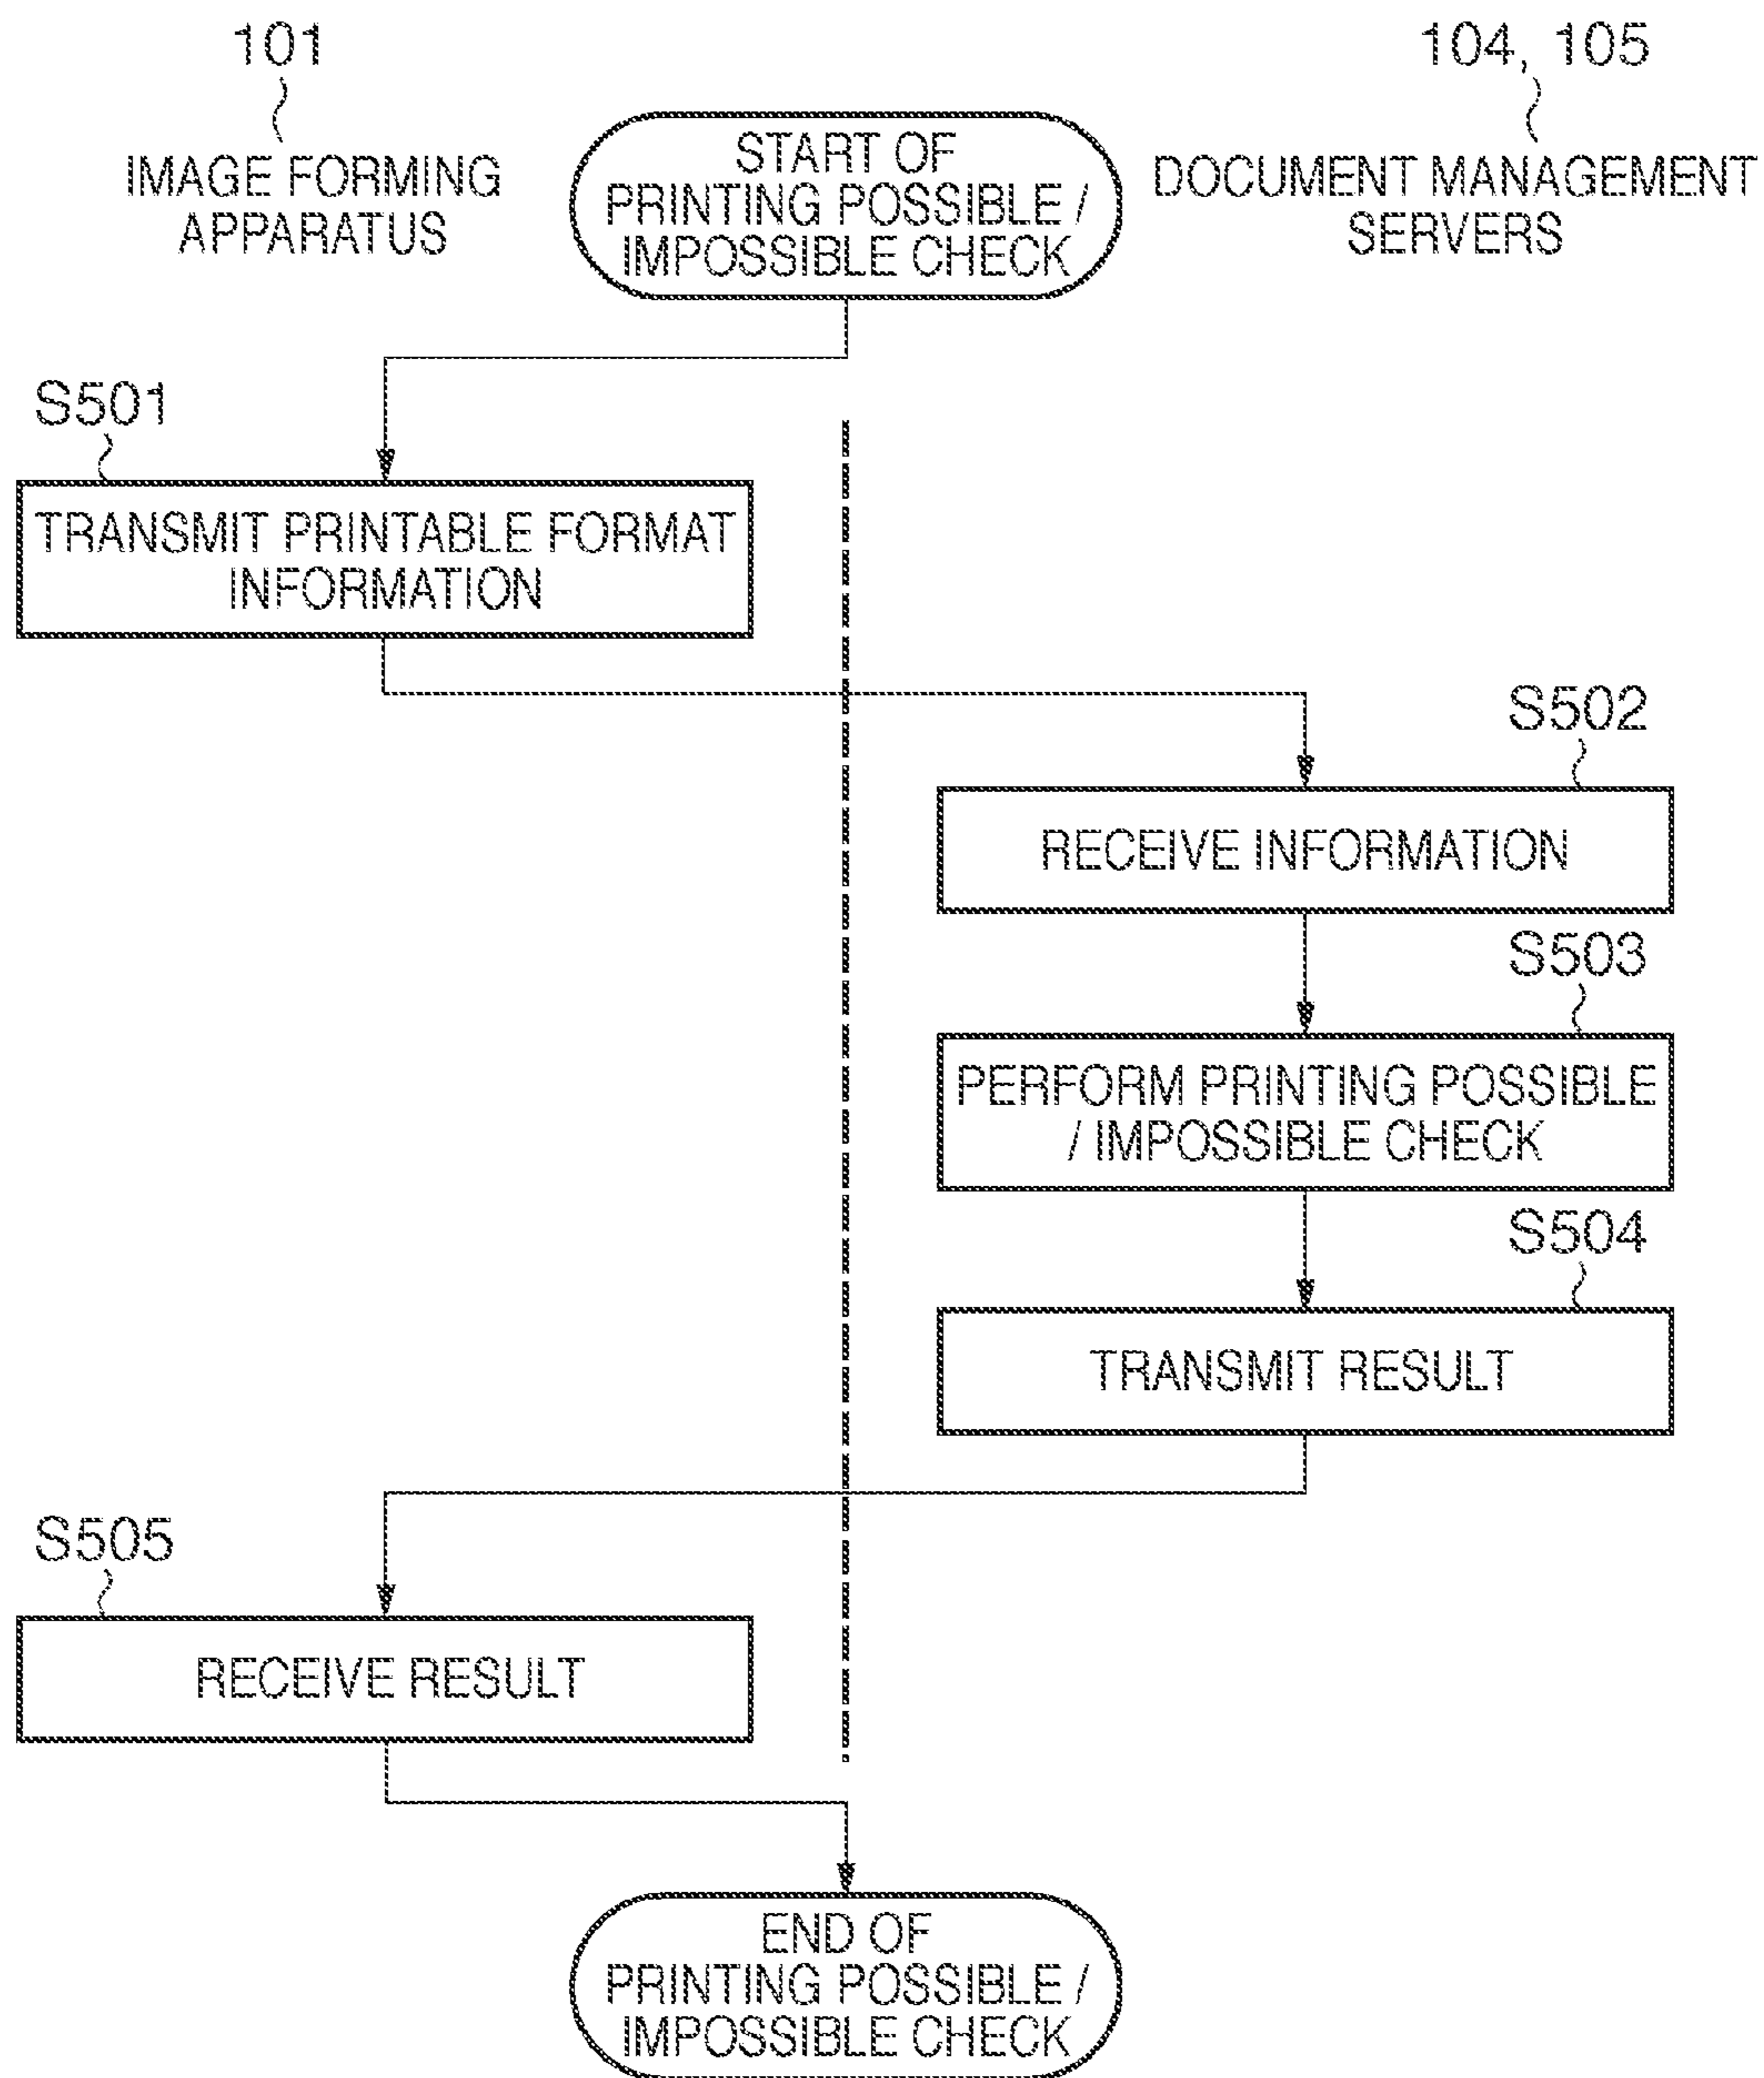 101
104, 105
IMAGE FORMING
APPARATUS
START OF
PRINTING POSSIBLE /
IMPOSSIBLE CHECK
DOCUMENT MANAGEMENT
SERVERS
S501
TRANSMIT PRINTABLE FORMAT
INFORMATION
S502
RECEIVE INFORMATION
S503
PERFORM PRINTING POSSIBLE
/ IMPOSSIBLE CHECK
S504
TRANSMIT RESULT
S505
RECEIVE RESULT
END OF
PRINTING POSSIBLE /
IMPOSSIBLE CHECK